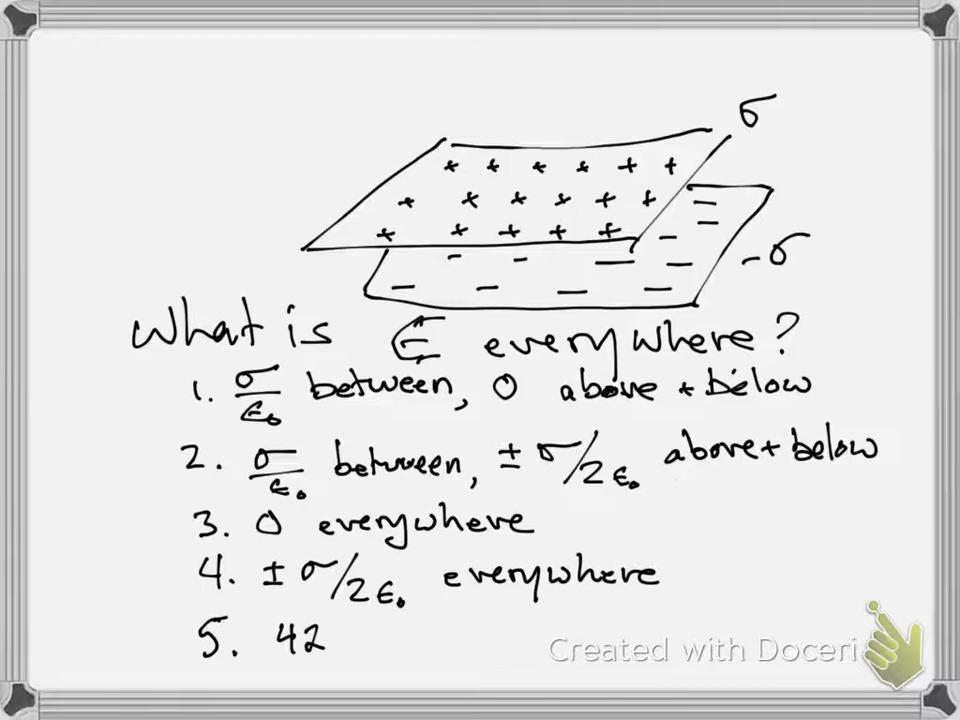 σ
-σ
What is E everywhere?
1. σ/ε₀ between, 0 above + below
2. σ/ε₀ between, ± σ/2ε₀ above + below
3. 0 everywhere
4. ± σ/2ε₀ everywhere
5. 42
Created with Doceri